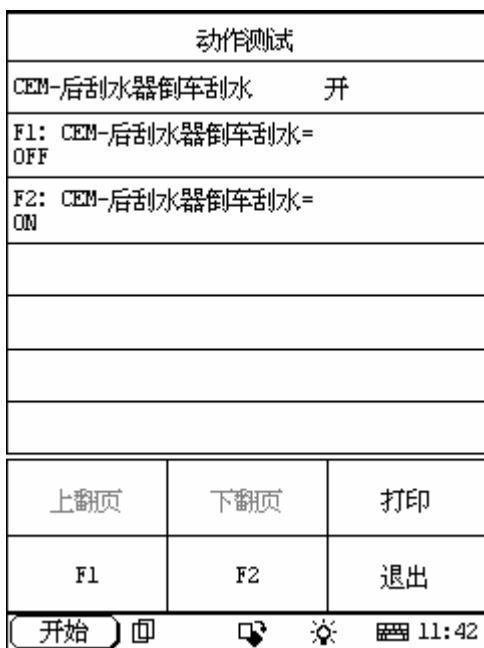 动作测试
CEM-后刮水器倒车刮水 开
F1: CEM-后刮水器倒车刮水=
OFF
F2: CEM-后刮水器倒车刮水=
ON
上翻页 下翻页 打印
F1 F2 退出
开始 11:42